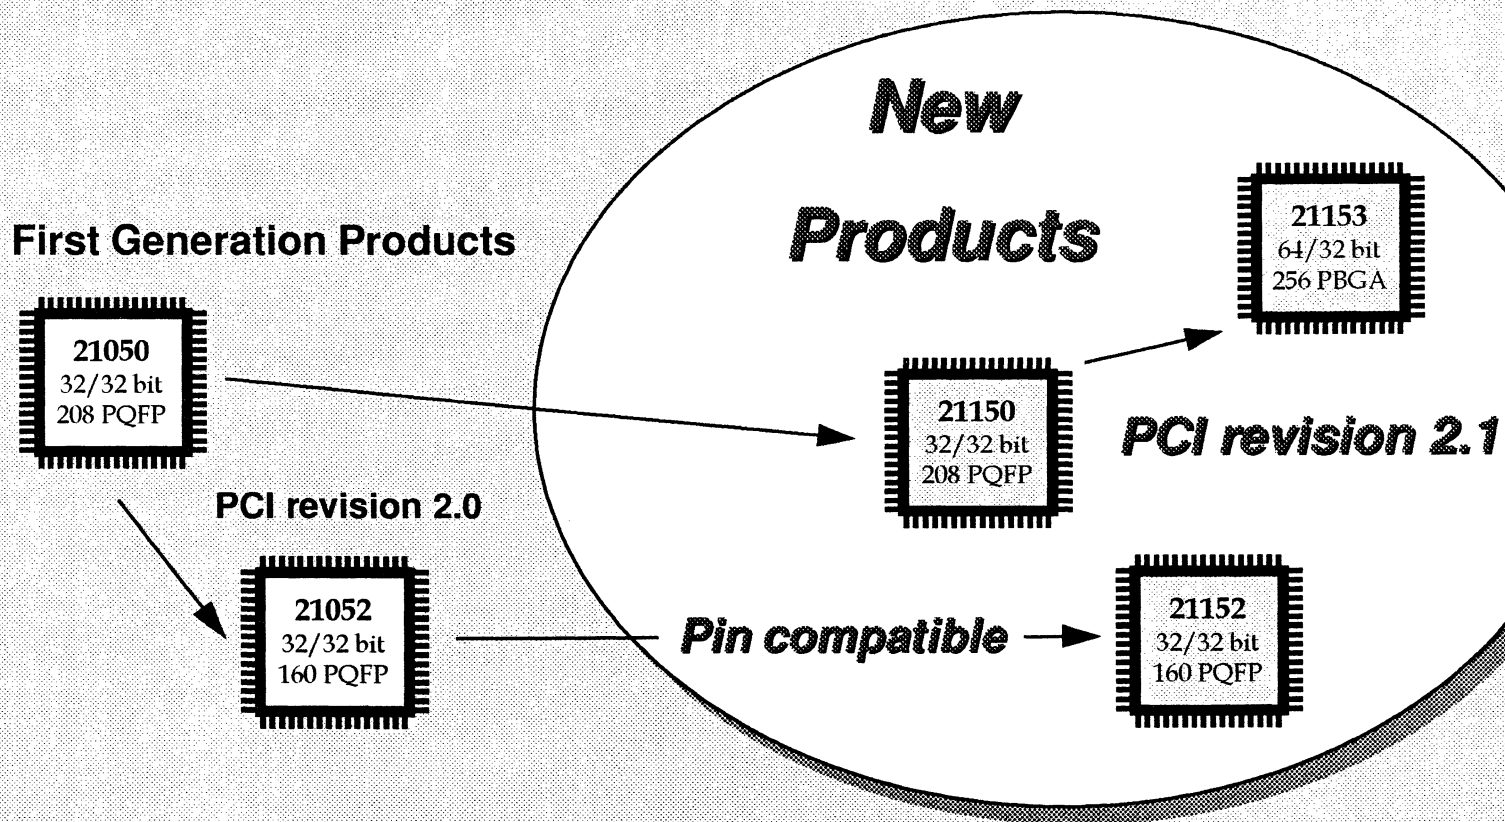 New
Products
First Generation Products
21153
64/32 bit
256 PBGA
21050
32/32 bit
208 PQFP
21150
32/32 bit
208 PQFP
PCI revision 2.1
PCI revision 2.0
21052
32/32 bit
160 PQFP
Pin compatible
21152
32/32 bit
160 PQFP